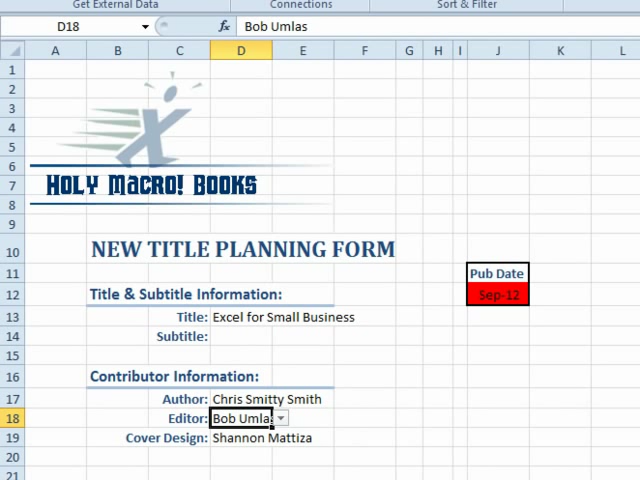 Get External Data Connections Sort & Filter
D18 fx Bob Umlas
A B C D E F G H I J K L
1
2
3
4
5
6
7 Holy Macro! Books
8
9
10 NEW TITLE PLANNING FORM
11 Pub Date
12 Title & Subtitle Information: Sep-12
13 Title: Excel for Small Business
14 Subtitle:
15
16 Contributor Information:
17 Author: Chris Smitty Smith
18 Editor: Bob Umlas
19 Cover Design: Shannon Mattiza
20
21